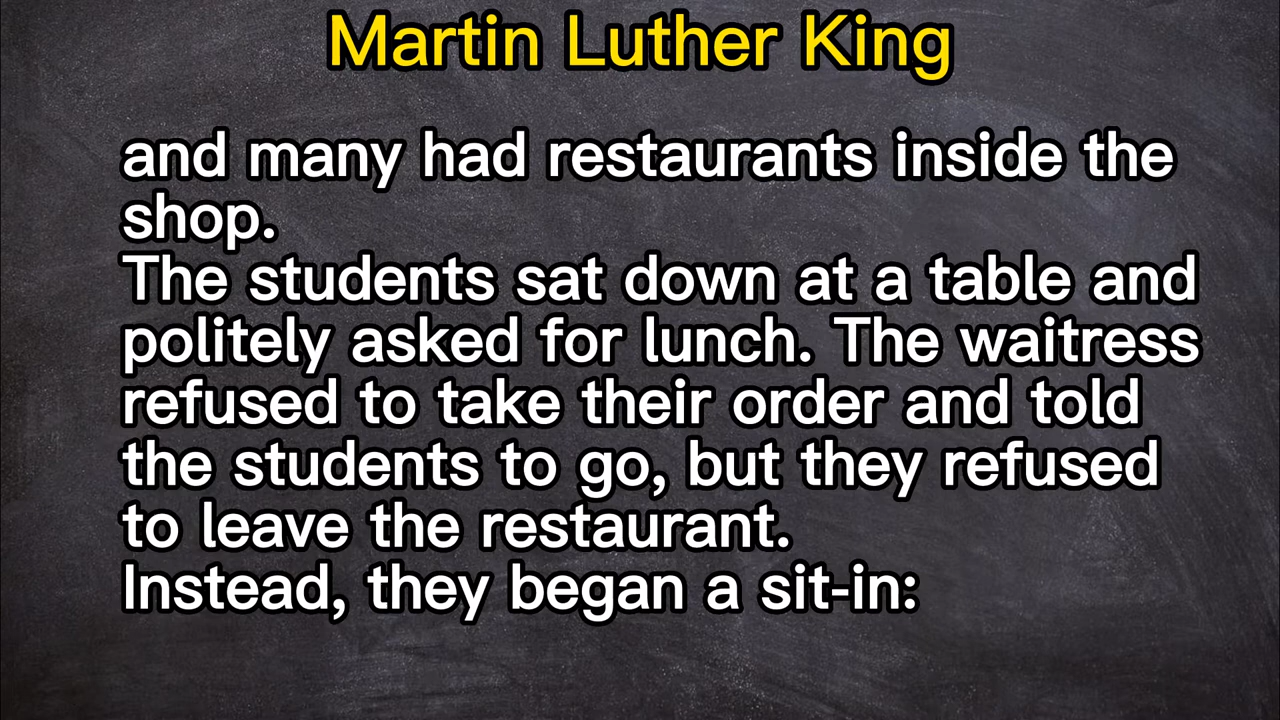 Martin Luther King
and many had restaurants inside the
shop.
The students sat down at a table and
politely asked for lunch. The waitress
refused to take their order and told
the students to go, but they refused
to leave the restaurant.
Instead, they began a sit-in: